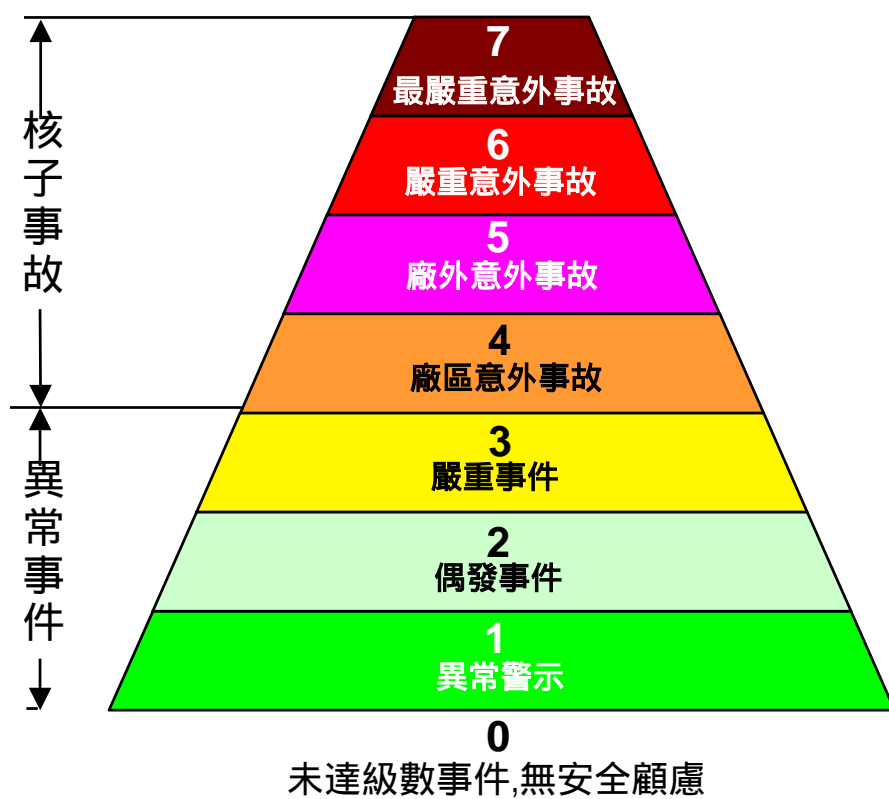 7
最嚴重意外事故
6
嚴重意外事故
5
廠外意外事故
4
廠區意外事故
3
嚴重事件
2
偶發事件
1
異常警示
0
未達級數事件,無安全顧慮
核子事故
異常事件